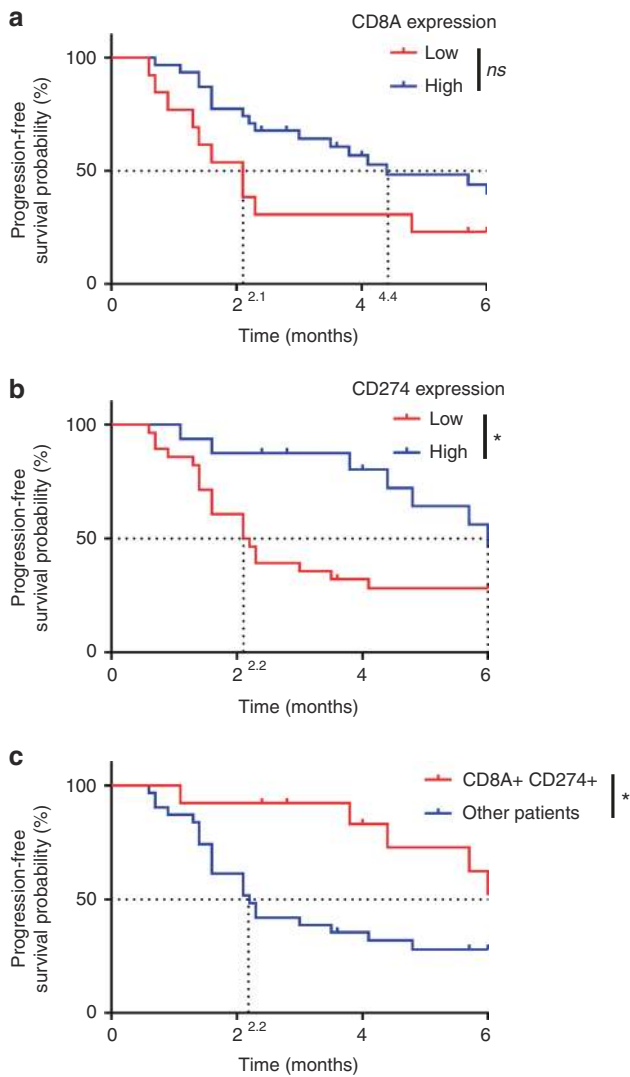 a
CD8A expression
Low
High
ns
Progression-free
survival probability (%)
100
50
0
0
2
2.1
4
4.4
6
Time (months)
b
CD274 expression
Low
High
*
Progression-free
survival probability (%)
100
50
0
0
2
2.2
4
6
Time (months)
c
CD8A+ CD274+
Other patients
*
Progression-free
survival probability (%)
100
50
0
0
2
2.2
4
6
Time (months)